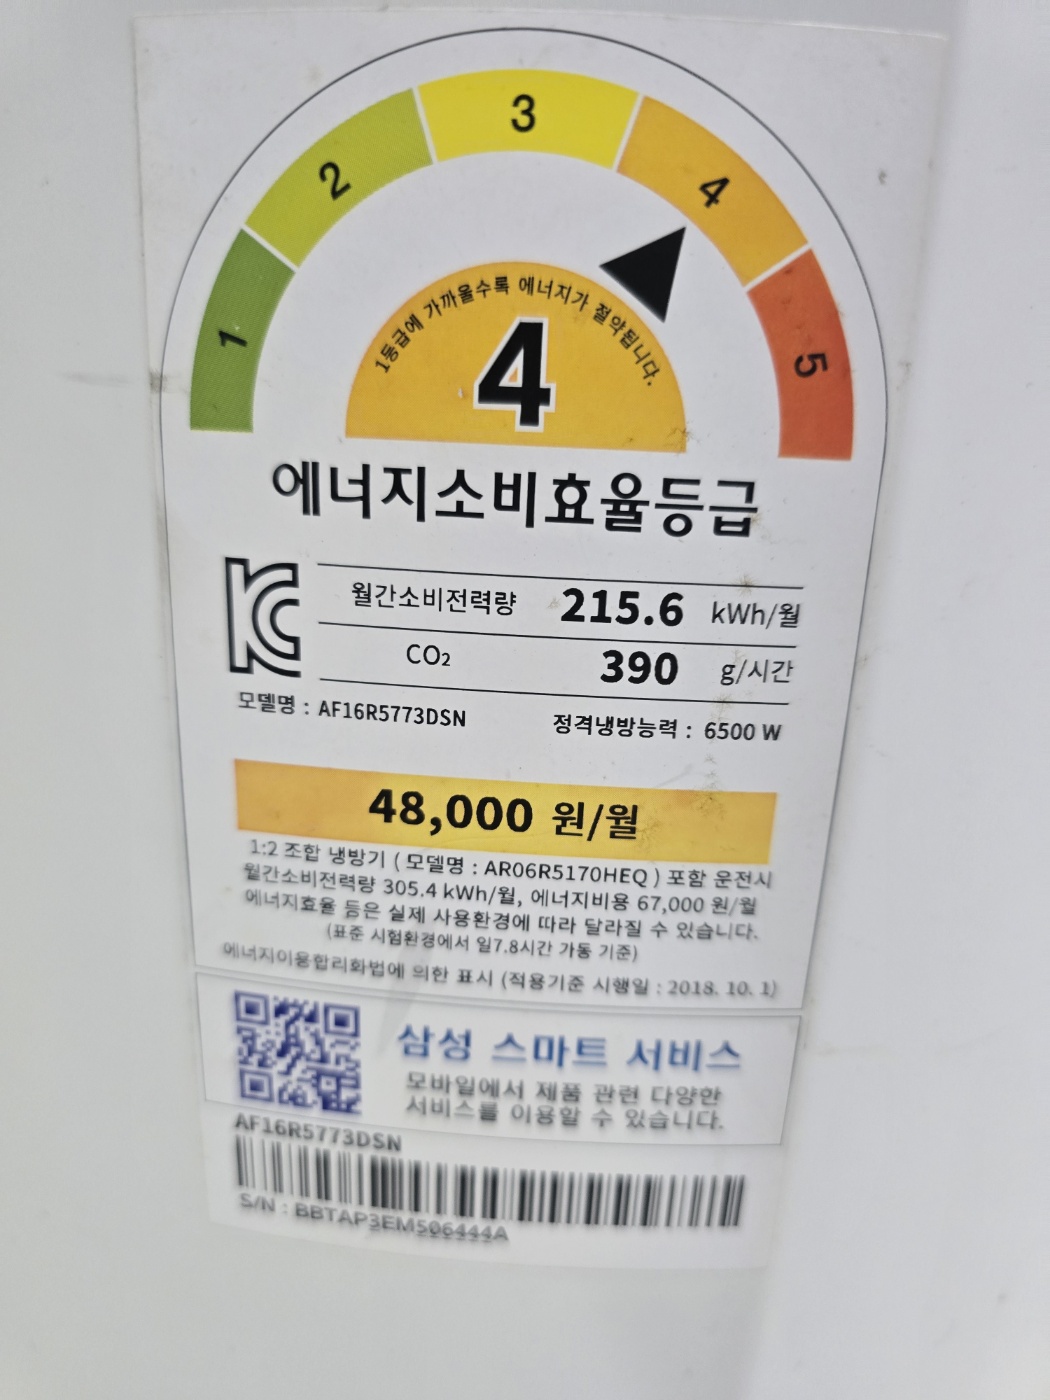 1
2
3
4
5
1등급에 가까울수록 에너지가 절약됩니다.
4
에너지소비효율등급
월간소비전력량 215.6 kWh/월
CO₂ 390 g/시간
모델명 : AF16R5773DSN 정격냉방능력 : 6500 W
48,000 원/월
1:2 조합 냉방기 ( 모델명 : AR06R5170HEQ ) 포함 운전시
월간소비전력량 305.4 kWh/월, 에너지비용 67,000 원/월
에너지효율 등은 실제 사용환경에 따라 달라질 수 있습니다.
(표준 시험환경에서 일7.8시간 가동 기준)
에너지이용합리화법에 의한 표시 (적용기준 시행일 : 2018. 10. 1)
삼성 스마트 서비스
모바일에서 제품 관련 다양한
서비스를 이용할 수 있습니다.
AF16R5773DSN
S/N : BBTAP3EM506444A